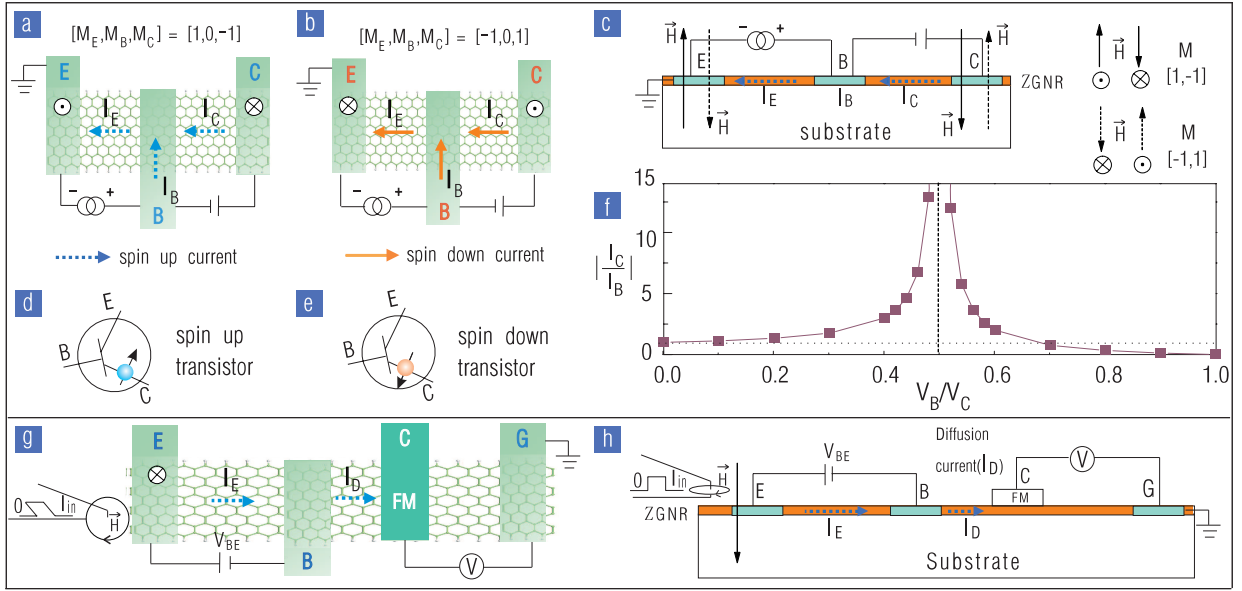 a
[M_E,M_B,M_C] = [1,0,-1]
E
C
I_E
I_C
I_B
B
− +
spin up current
b
[M_E,M_B,M_C] = [-1,0,1]
E
C
I_E
I_C
I_B
B
− +
spin down current
c
H⃗
− +
H⃗
E
B
C
ZGNR
I_E
I_B
I_C
H⃗
H⃗
substrate
H⃗
M
[1,-1]
H⃗
M
[-1,1]
d
E
B
C
spin up
transistor
e
E
B
C
spin down
transistor
f
|I_C/I_B|
15
10
5
0
0.0 0.2 0.4 0.6 0.8 1.0
V_B/V_C
g
E
C
G
I_E
I_D
FM
0
I_in
H⃗
V_BE
B
V
h
Diffusion
current(I_D)
V_BE
V
0
I_in
H⃗
E
B
C
G
FM
ZGNR
I_E
I_D
Substrate